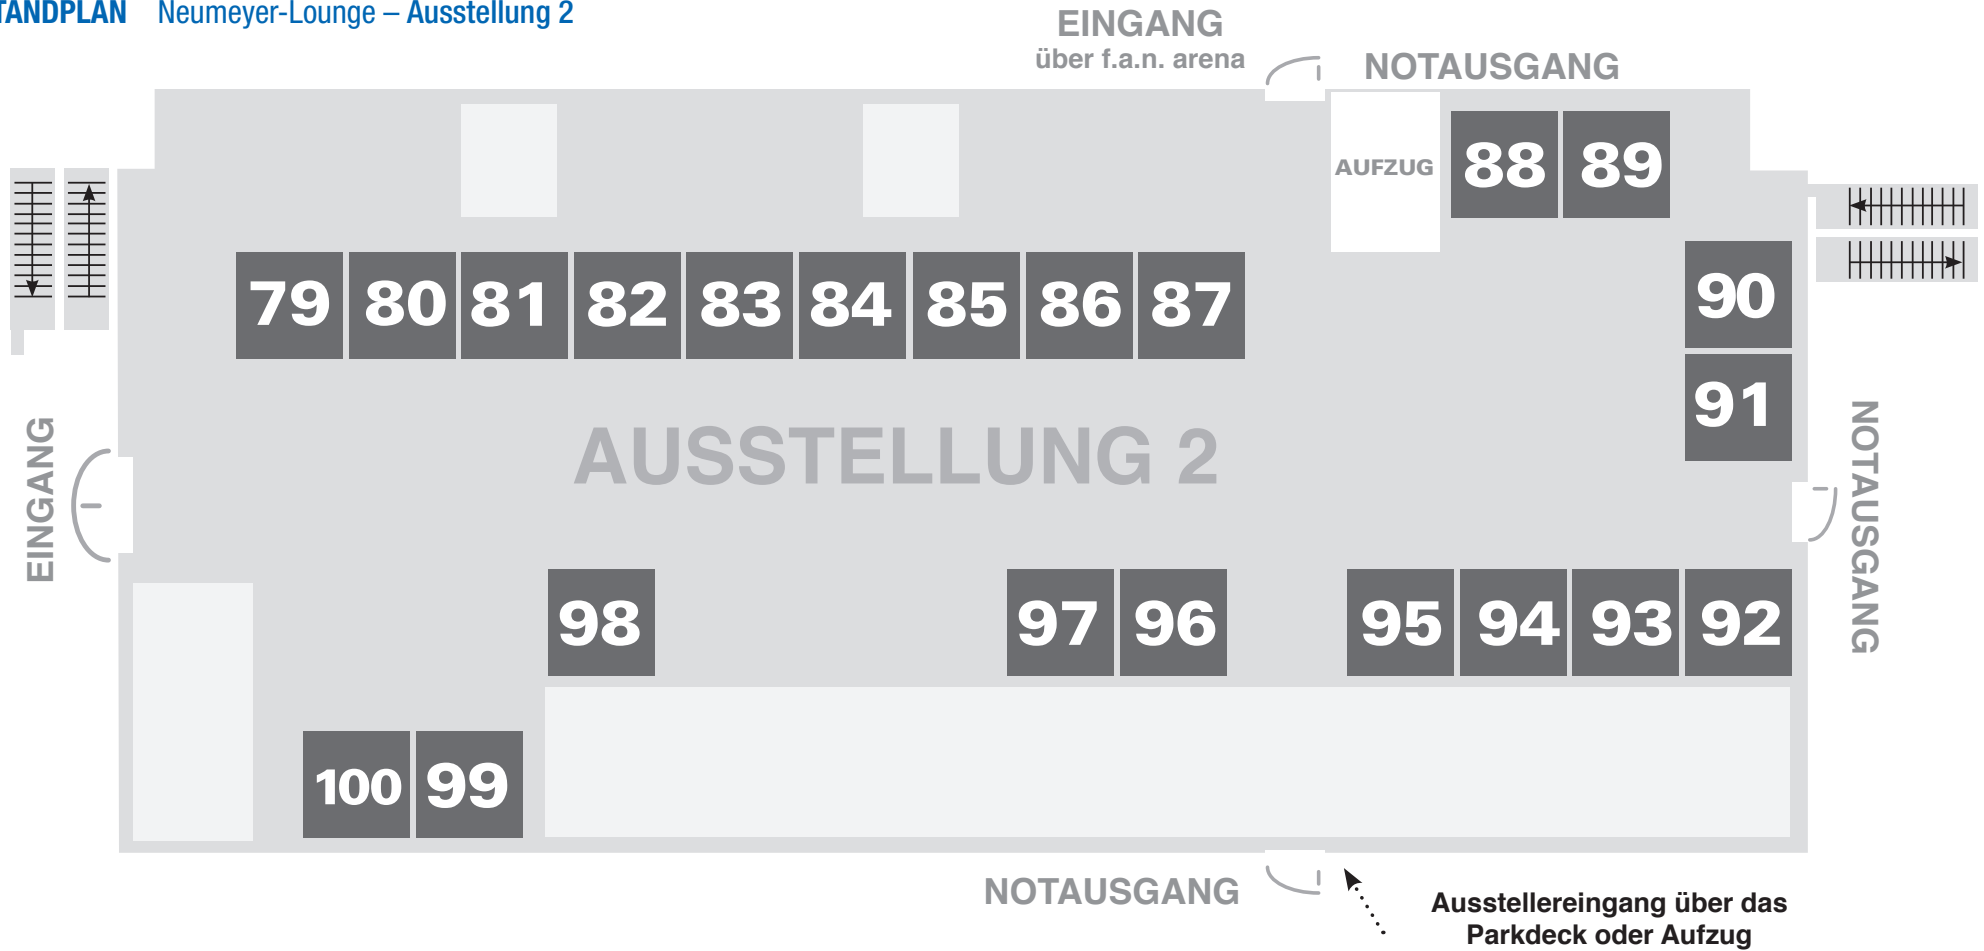 TANDPLAN Neumeyer-Lounge – Ausstellung 2
EINGANG
über f.a.n. arena
NOTAUSGANG
AUFZUG
88 89
79 80 81 82 83 84 85 86 87
90
91
EINGANG
AUSSTELLUNG 2
NOTAUSGANG
98 97 96 95 94 93 92
100 99
NOTAUSGANG
Ausstellereingang über das
Parkdeck oder Aufzug